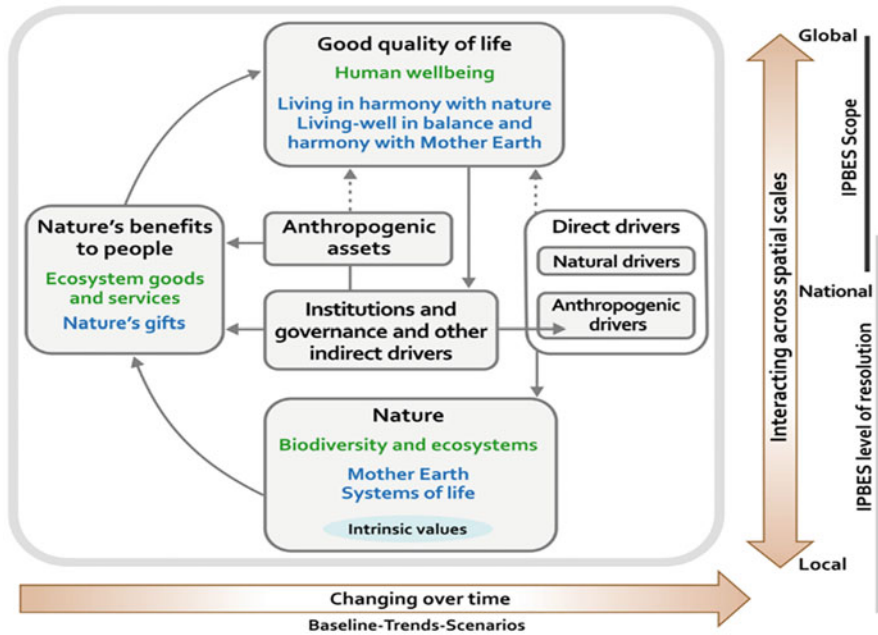 Good quality of life
Human wellbeing
Living in harmony with nature
Living-well in balance and
harmony with Mother Earth
Nature's benefits
to people
Ecosystem goods
and services
Nature's gifts
Anthropogenic
assets
Institutions and
governance and other
indirect drivers
Direct drivers
Natural drivers
Anthropogenic
drivers
Nature
Biodiversity and ecosystems
Mother Earth
Systems of life
Intrinsic values
Global
National
Local
Interacting across spatial scales
IPBES Scope
IPBES level of resolution
Changing over time
Baseline-Trends-Scenarios